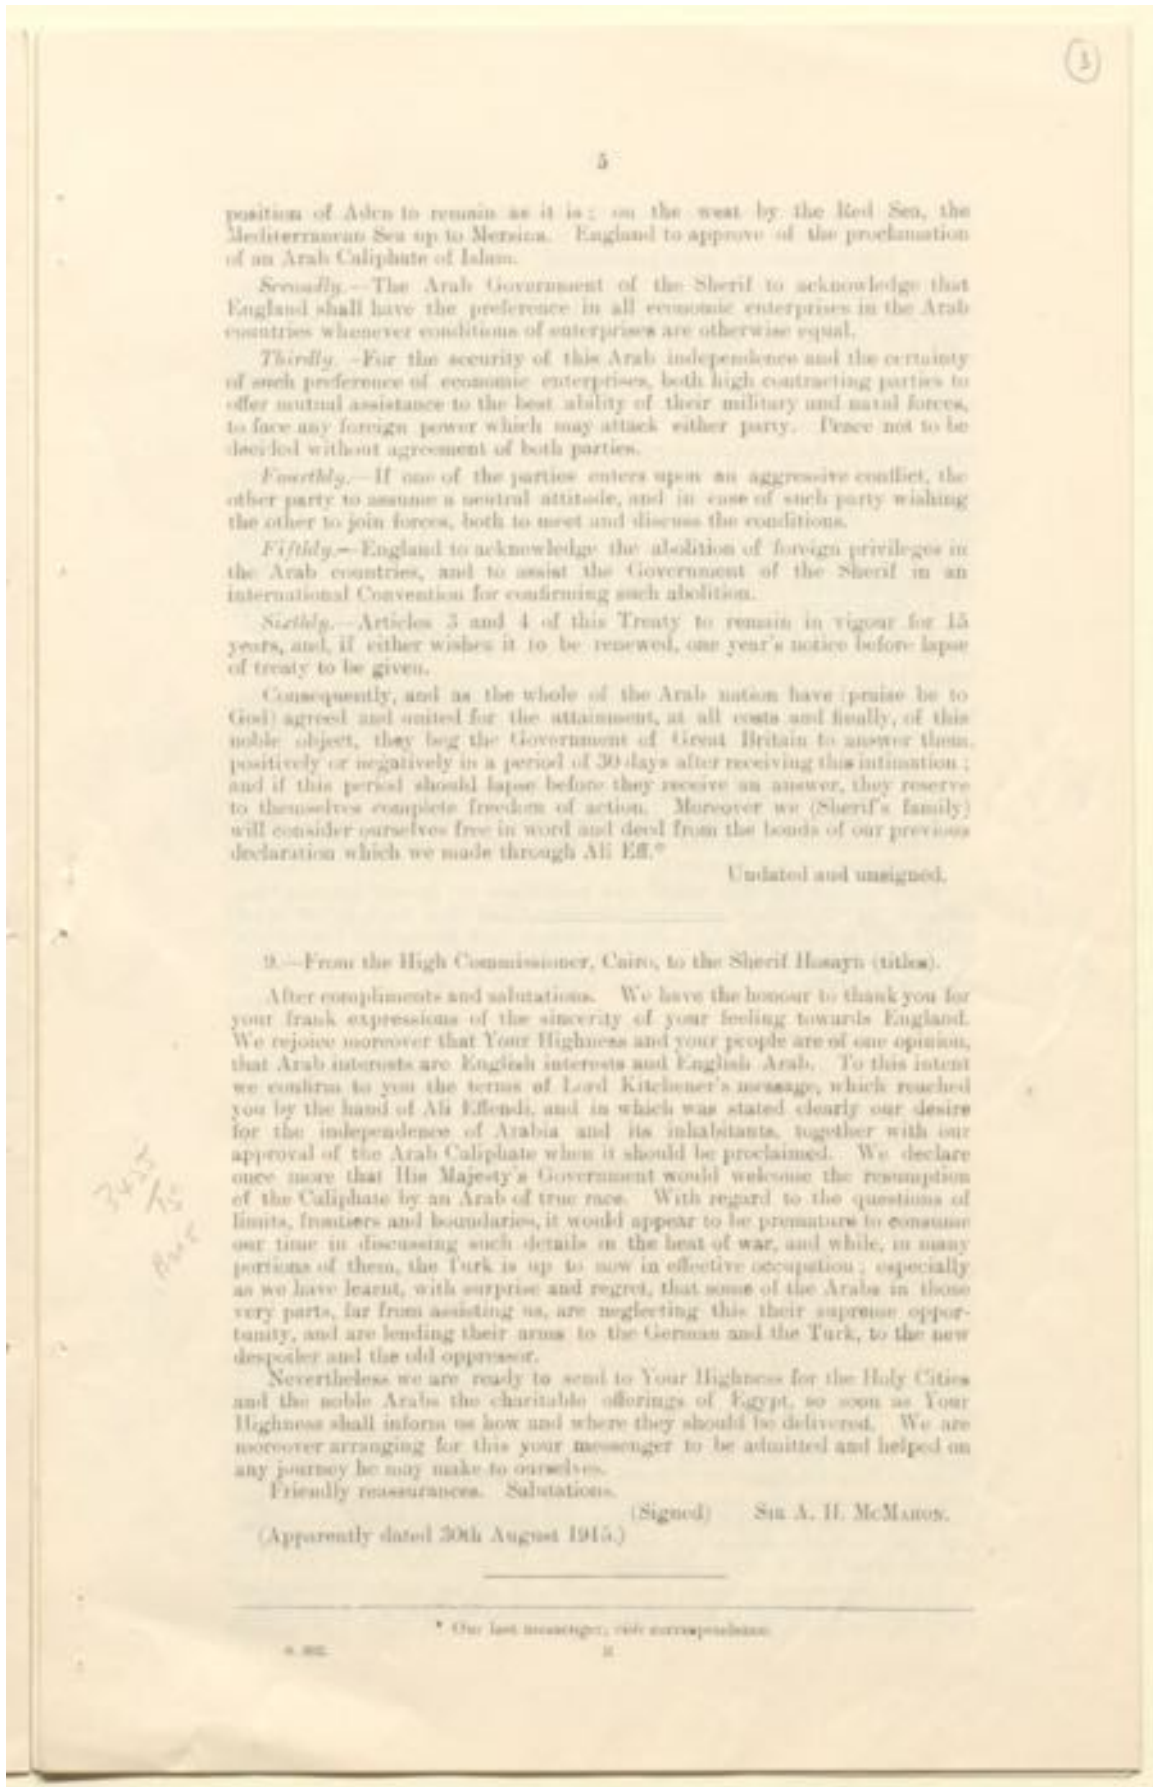 3
5
position of Aden to remain as it is; on the west by the Red Sea, the
Mediterranean Sea up to Mersina. England to approve of the proclamation
of an Arab Caliphate of Islam.
Secondly.—The Arab Government of the Sherif to acknowledge that
England shall have the preference in all economic enterprises in the Arab
countries whenever conditions of enterprises are otherwise equal.
Thirdly.—For the security of this Arab independence and the certainty
of such preference of economic enterprises, both high contracting parties to
offer mutual assistance to the best ability of their military and naval forces,
to face any foreign power which may attack either party. Peace not to be
decided without agreement of both parties.
Fourthly.—If one of the parties enters upon an aggressive conflict, the
other party to assume a neutral attitude, and in case of such party wishing
the other to join forces, both to meet and discuss the conditions.
Fifthly.—England to acknowledge the abolition of foreign privileges in
the Arab countries, and to assist the Government of the Sherif in an
international Convention for confirming such abolition.
Sixthly.—Articles 3 and 4 of this Treaty to remain in vigour for 15
years, and, if either wishes it to be renewed, one year's notice before lapse
of treaty to be given.
Consequently, and as the whole of the Arab nation have (praise be to
God) agreed and united for the attainment, at all costs and finally, of this
noble object, they beg the Government of Great Britain to answer them,
positively or negatively in a period of 30 days after receiving this intimation;
and if this period should lapse before they receive an answer, they reserve
to themselves complete freedom of action. Moreover we (Sherif's family)
will consider ourselves free in word and deed from the bonds of our previous
declaration which we made through Ali Eff.*
Undated and unsigned.
9.—From the High Commissioner, Cairo, to the Sherif Hosayn (titles).
After compliments and salutations. We have the honour to thank you for
your frank expressions of the sincerity of your feeling towards England.
We rejoice moreover that Your Highness and your people are of one opinion,
that Arab interests are English interests and English Arab. To this intent
we confirm to you the terms of Lord Kitchener's message, which reached
you by the hand of Ali Effendi, and in which was stated clearly our desire
for the independence of Arabia and its inhabitants, together with our
approval of the Arab Caliphate when it should be proclaimed. We declare
once more that His Majesty's Government would welcome the resumption
of the Caliphate by an Arab of true race. With regard to the questions of
limits, frontiers and boundaries, it would appear to be premature to consume
our time in discussing such details in the heat of war, and while, in many
portions of them, the Turk is up to now in effective occupation; especially
as we have learnt, with surprise and regret, that some of the Arabs in those
very parts, far from assisting us, are neglecting this their supreme oppor-
tunity, and are lending their arms to the German and the Turk, to the new
despoiler and the old oppressor.
Nevertheless we are ready to send to Your Highness for the Holy Cities
and the noble Arabs the charitable offerings of Egypt, so soon as Your
Highness shall inform us how and where they should be delivered. We are
moreover arranging for this your messenger to be admitted and helped on
any journey he may make to ourselves.
Friendly reassurances. Salutations.
(Signed) SIR A. H. McMAHON.
(Apparently dated 30th August 1915.)
* Our last messenger, vide correspondence.